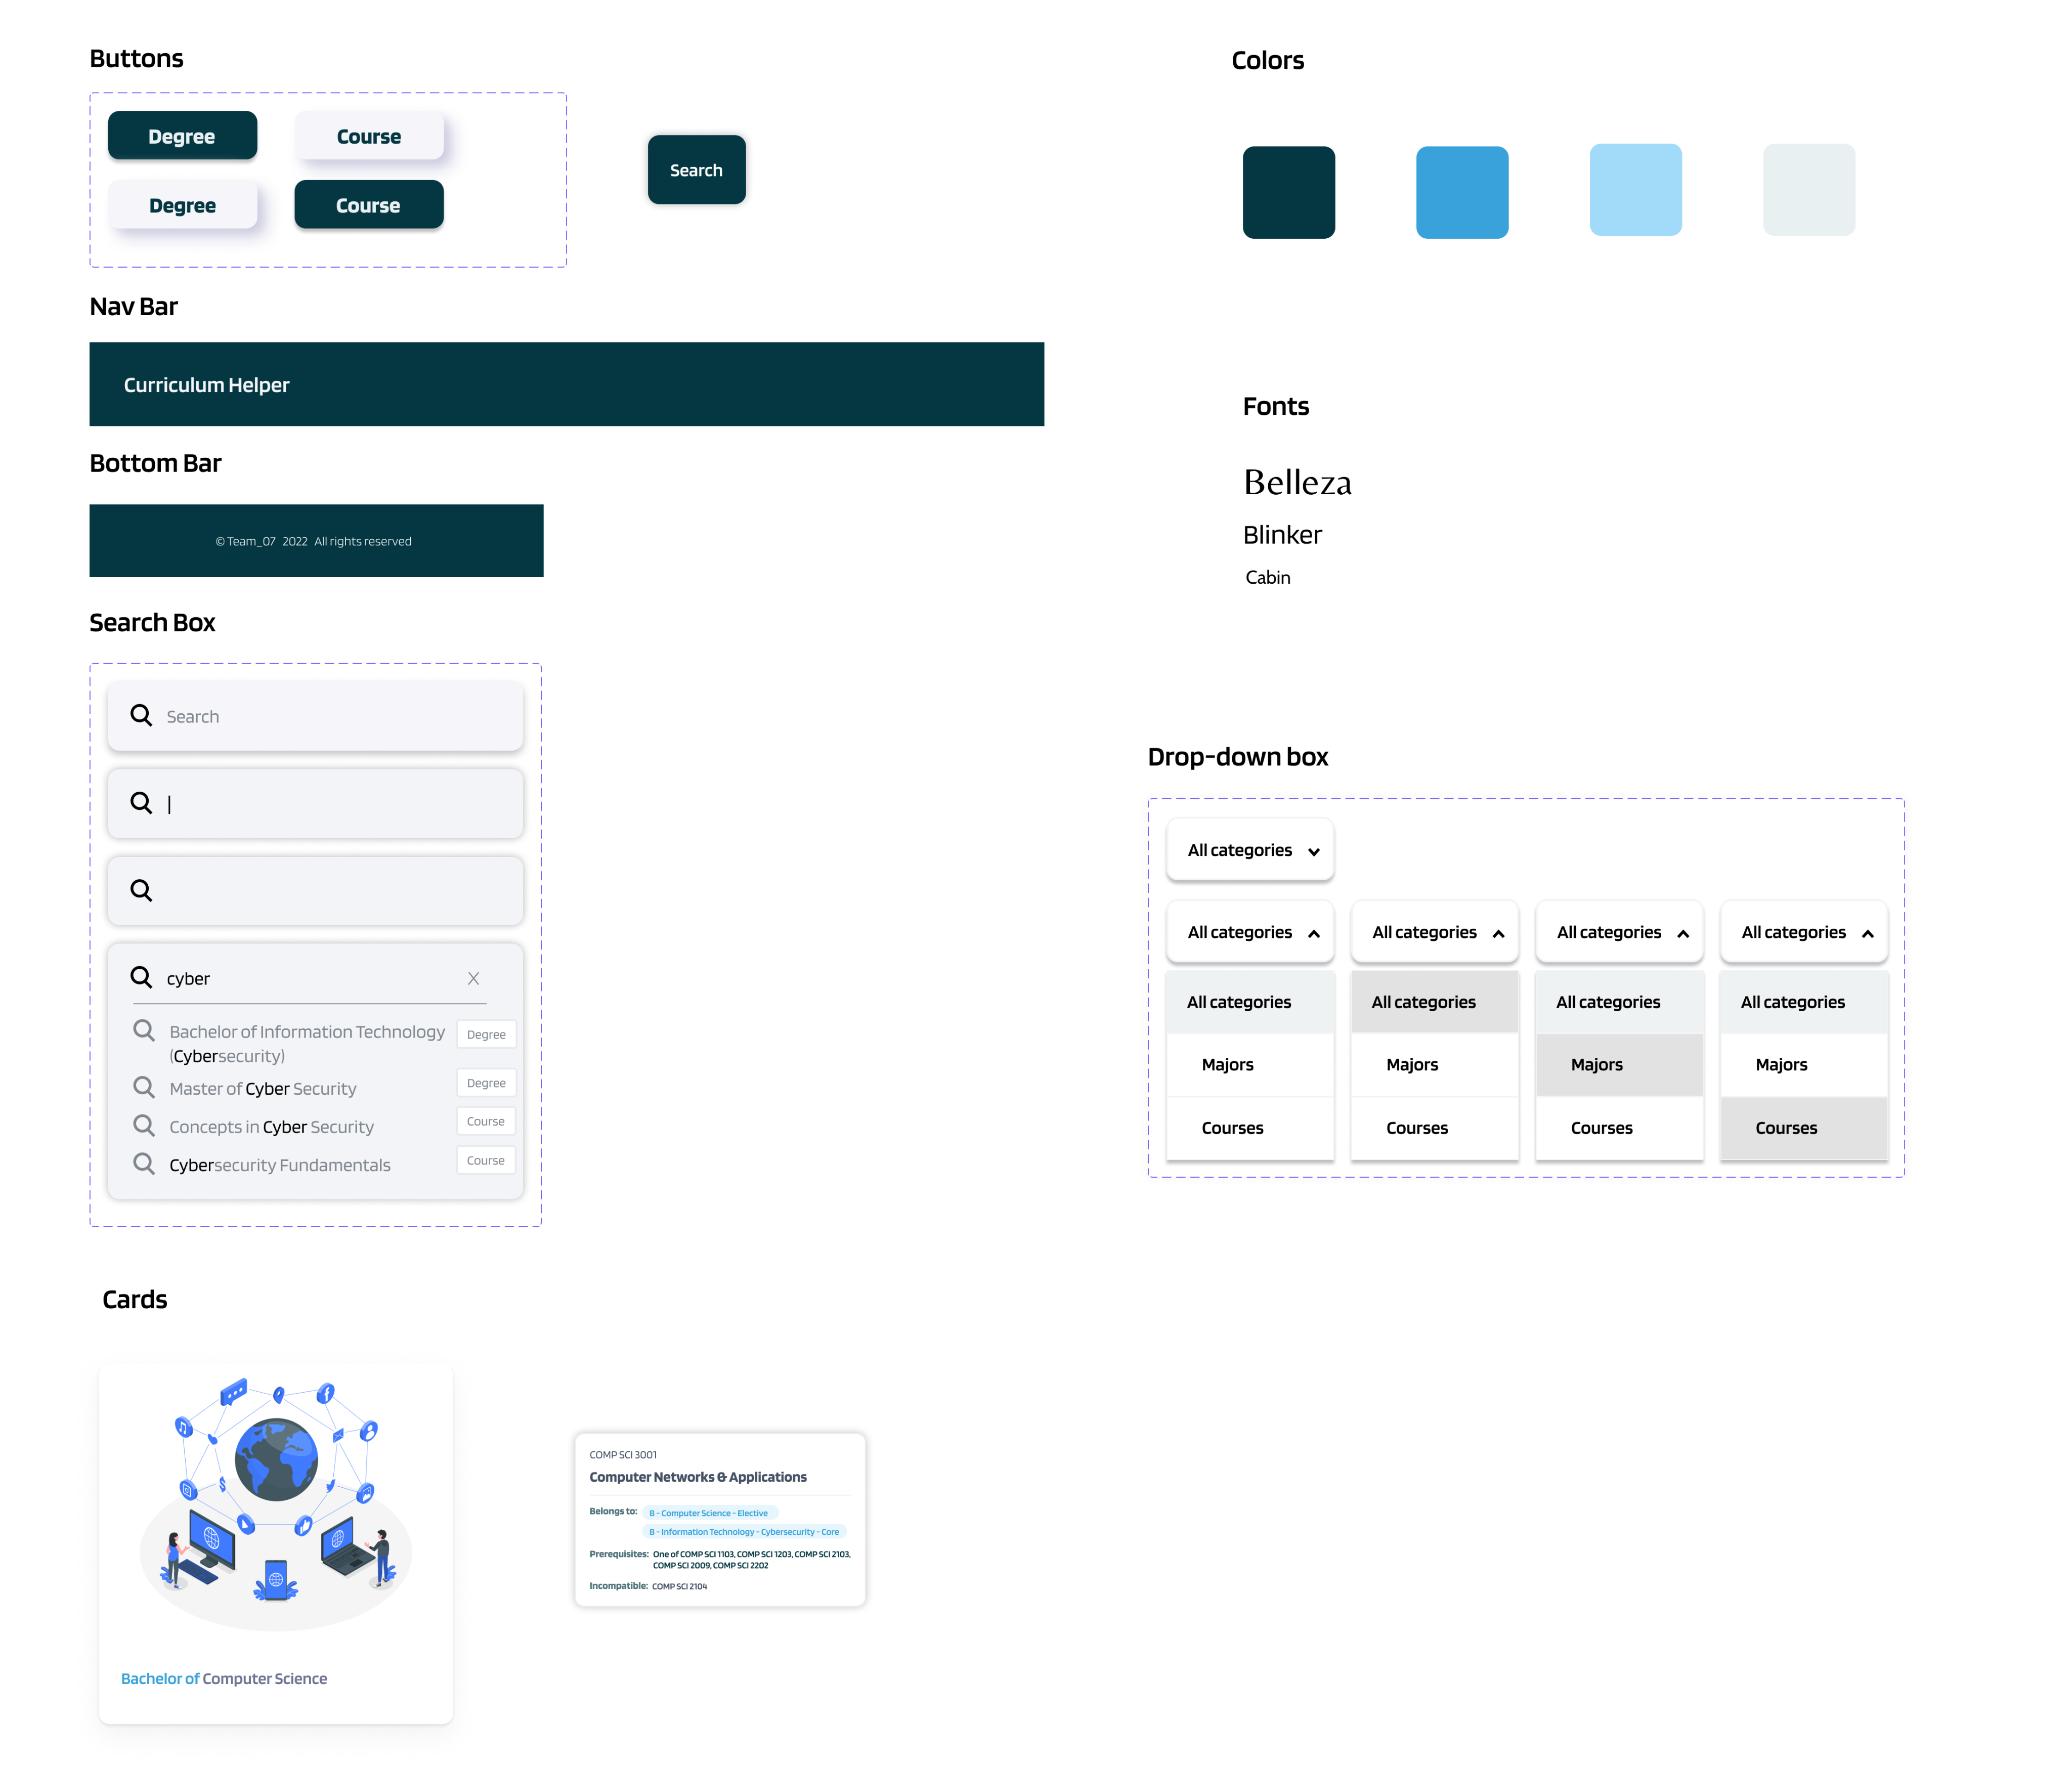 Buttons
Degree
Course
Degree
Course
Search
Nav Bar
Curriculum Helper
Bottom Bar
© Team_07 2022 All rights reserved
Search Box
Search
|
cyber X
Bachelor of Information Technology
(Cybersecurity)
Degree
Master of Cyber Security
Degree
Concepts in Cyber Security
Course
Cybersecurity Fundamentals
Course
Cards
Bachelor of Computer Science
COMP SCI 3001
Computer Networks & Applications
Belongs to: B - Computer Science - Elective
B - Information Technology - Cybersecurity - Core
Prerequisites: One of COMP SCI 1103, COMP SCI 1203, COMP SCI 2103,
COMP SCI 2009, COMP SCI 2202
Incompatible: COMP SCI 2104
Colors
Fonts
Belleza
Blinker
Cabin
Drop-down box
All categories
All categories
All categories
All categories
All categories
All categories
All categories
All categories
All categories
Majors
Majors
Majors
Majors
Courses
Courses
Courses
Courses